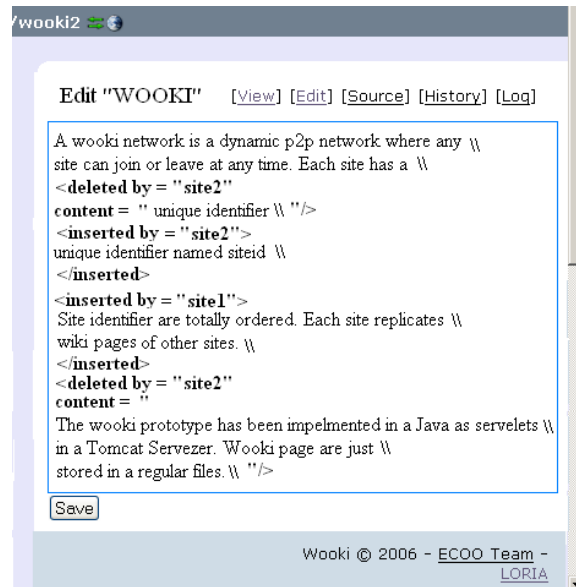 /wooki2
Edit "WOOKI" [View] [Edit] [Source] [History] [Log]
A wooki network is a dynamic p2p network where any \\
site can join or leave at any time. Each site has a \\
<deleted by = "site2"
content = " unique identifier \\ "/>
<inserted by = "site2">
unique identifier named siteid \\
</inserted>
<inserted by = "site1">
Site identifier are totally ordered. Each site replicates \\
wiki pages of other sites. \\
</inserted>
<deleted by = "site2"
content = "
The wooki prototype has been impelmented in a Java as servelets \\
in a Tomcat Servezer. Wooki page are just \\
stored in a regular files. \\ "/>
Save
Wooki © 2006 - ECOO Team -
LORIA